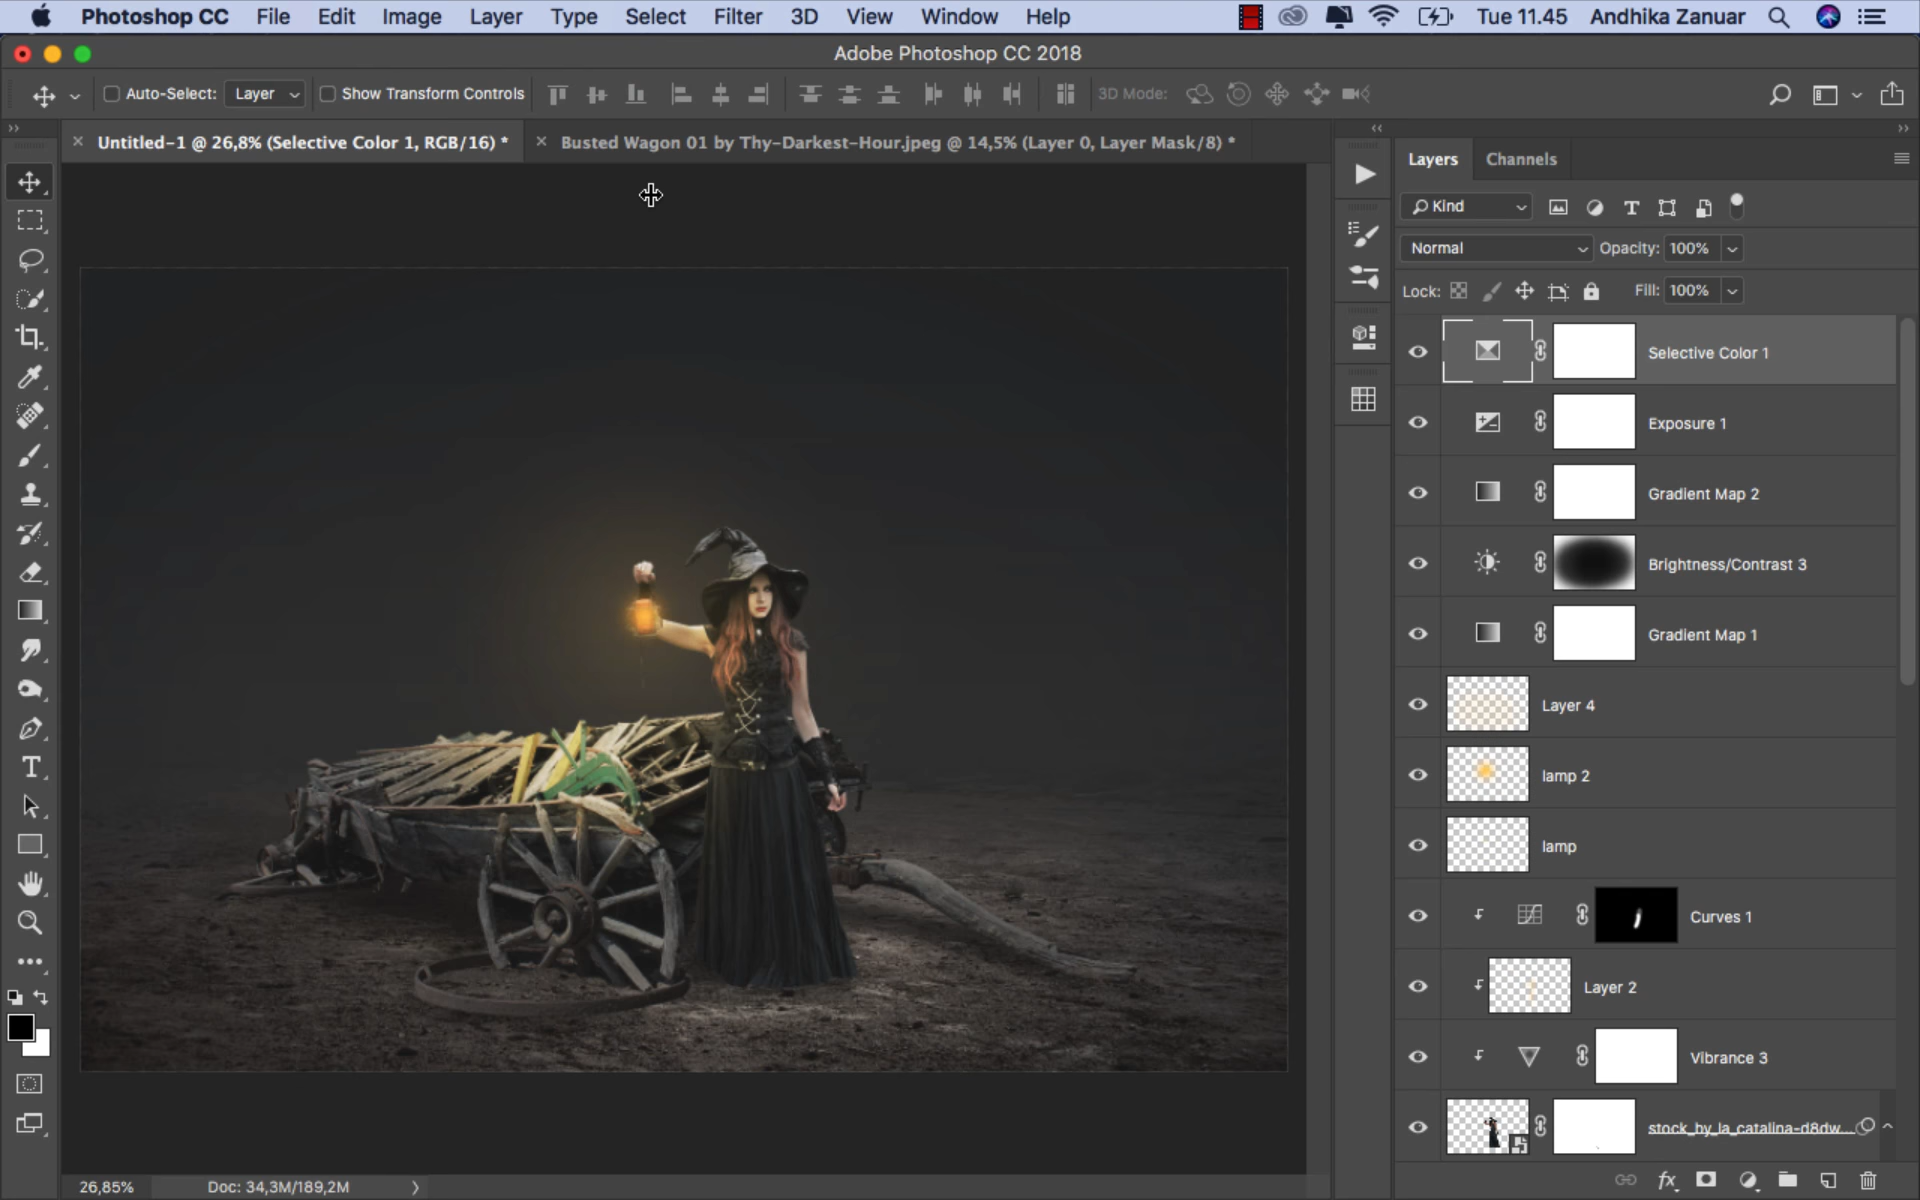 Photoshop CC File Edit Image Layer Type Select Filter 3D View Window Help Tue 11.45 Andhika Zanuar
Adobe Photoshop CC 2018
Auto-Select: Layer Show Transform Controls 3D Mode:
Untitled-1 @ 26,8% (Selective Color 1, RGB/16) * Busted Wagon 01 by Thy-Darkest-Hour.jpeg @ 14,5% (Layer 0, Layer Mask/8) *
Layers Channels
Kind
Normal Opacity: 100%
Lock: Fill: 100%
Selective Color 1
Exposure 1
Gradient Map 2
Brightness/Contrast 3
Gradient Map 1
Layer 4
lamp 2
lamp
Curves 1
Layer 2
Vibrance 3
stock_by_la_catalina-d8dw...
26,85% Doc: 34,3M/189,2M